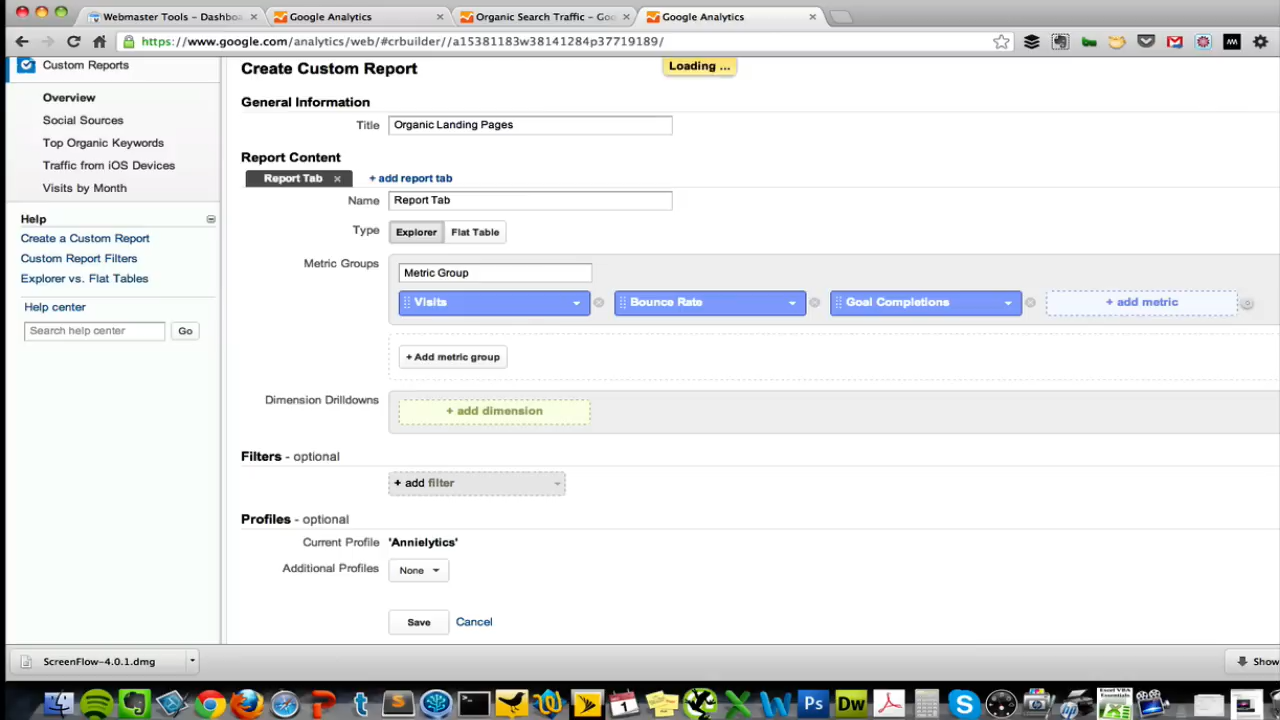 Webmaster Tools - Dashboa
Google Analytics
Organic Search Traffic - Goo
Google Analytics
https://www.google.com/analytics/web/#crbuilder//a15381183w38141284p37719189/
Custom Reports
Overview
Social Sources
Top Organic Keywords
Traffic from iOS Devices
Visits by Month
Help
Create a Custom Report
Custom Report Filters
Explorer vs. Flat Tables
Help center
Search help center
Go
Create Custom Report
Loading ...
General Information
Title Organic Landing Pages
Report Content
Report Tab x + add report tab
Name Report Tab
Type Explorer Flat Table
Metric Groups
Metric Group
Visits Bounce Rate Goal Completions + add metric
+ Add metric group
Dimension Drilldowns
+ add dimension
Filters - optional
+ add filter
Profiles - optional
Current Profile 'Annielytics'
Additional Profiles None
Save Cancel
ScreenFlow-4.0.1.dmg
Show
Ps
Dw